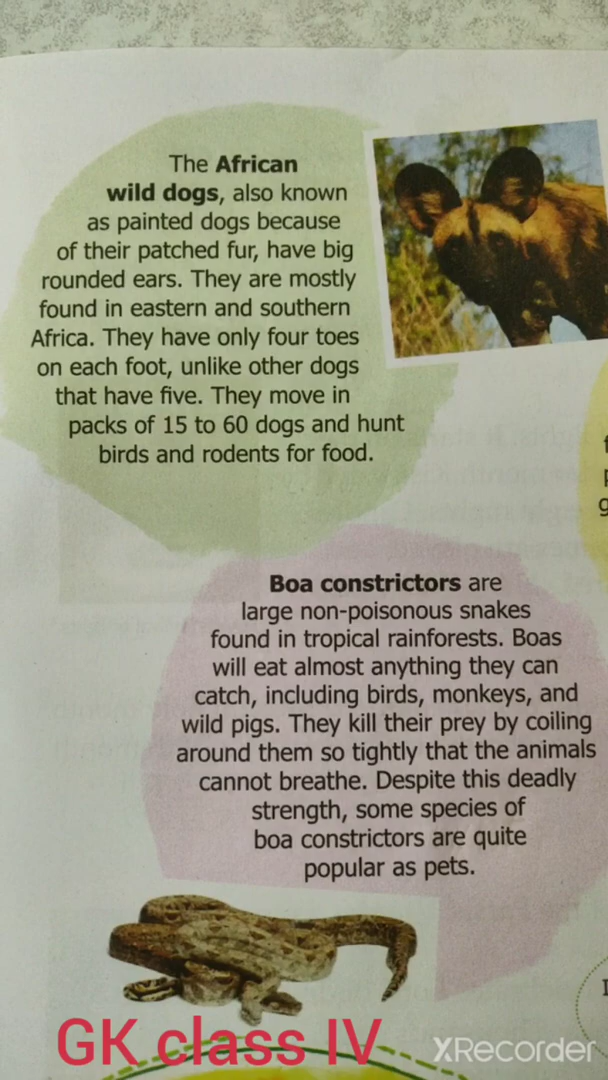 The African
wild dogs, also known
as painted dogs because
of their patched fur, have big
rounded ears. They are mostly
found in eastern and southern
Africa. They have only four toes
on each foot, unlike other dogs
that have five. They move in
packs of 15 to 60 dogs and hunt
birds and rodents for food.
Boa constrictors are
large non-poisonous snakes
found in tropical rainforests. Boas
will eat almost anything they can
catch, including birds, monkeys, and
wild pigs. They kill their prey by coiling
around them so tightly that the animals
cannot breathe. Despite this deadly
strength, some species of
boa constrictors are quite
popular as pets.
GK class IV
XRecorder